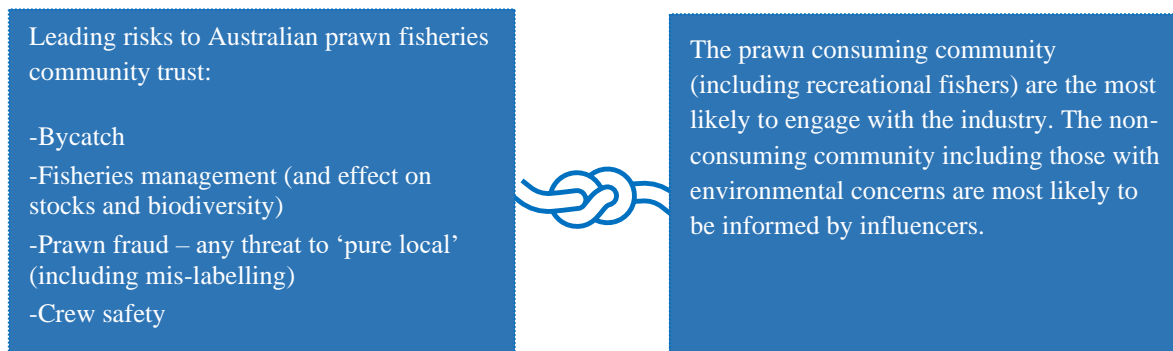 Leading risks to Australian prawn fisheries
community trust:
-Bycatch
-Fisheries management (and effect on
stocks and biodiversity)
-Prawn fraud – any threat to ‘pure local’
(including mis-labelling)
-Crew safety
The prawn consuming community
(including recreational fishers) are the most
likely to engage with the industry. The non-
consuming community including those with
environmental concerns are most likely to
be informed by influencers.